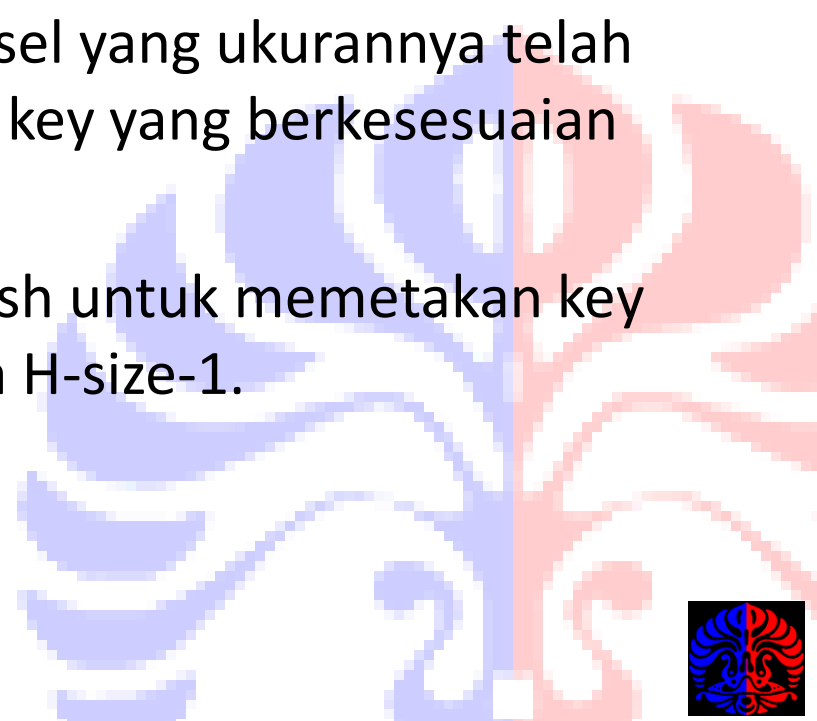 sel yang ukurannya telah
key yang berkesesuaian
sh untuk memetakan key
H-size-1.